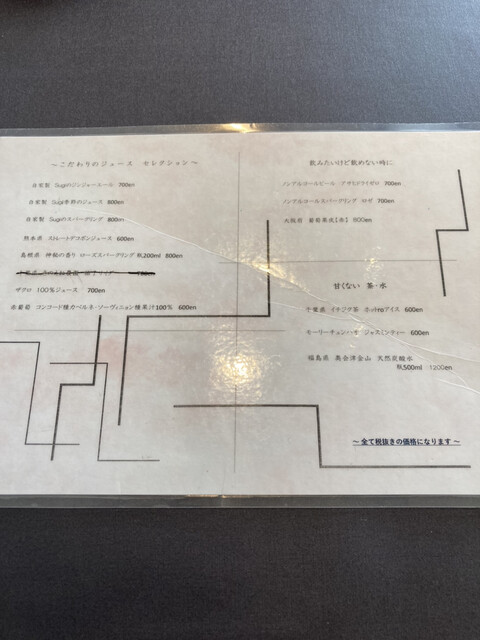 ～こだわりのジュース セレクション～
自家製 Sugiのジンジャーエール 700en
自家製 Sugi季節のジュース 800en
自家製 Sugiのスパークリング 800en
熊本県 ストレートデコポンジュース 600en
島根県 神秘の香り ローズスパークリング 瓶200ml 800en
ザクロ 100％ジュース 700en
赤葡萄 コンコード種カベルネ・ソーヴィニョン種果汁100％ 600en
飲みたいけど飲めない時に
ノンアルコールビール アサヒドライゼロ 700en
ノンアルコールスパークリング ロゼ 700en
大阪府 葡萄果皮【赤】 800en
甘くない 茶・水
千葉産 イチジク茶 ホットorアイス 600en
モーリーチュンハオ ジャスミンティー 600en
福島県 奥会津金山 天然炭酸水
瓶500ml 1200en
～ 全て税抜きの価格になります ～